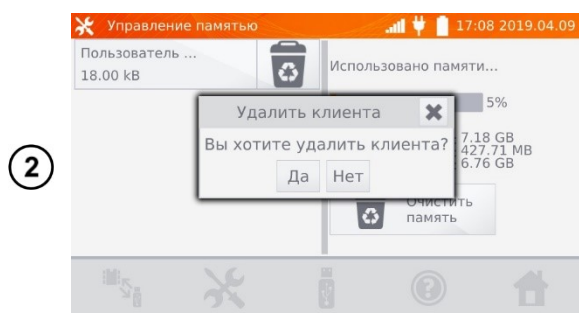 Управление памятью
17:08 2019.04.09
Пользователь ...
18.00 kB
Использовано памяти...
5%
Удалить клиента
Вы хотите удалить клиента?
Да Нет
7.18 GB
427.71 MB
6.76 GB
Очистить
память
2